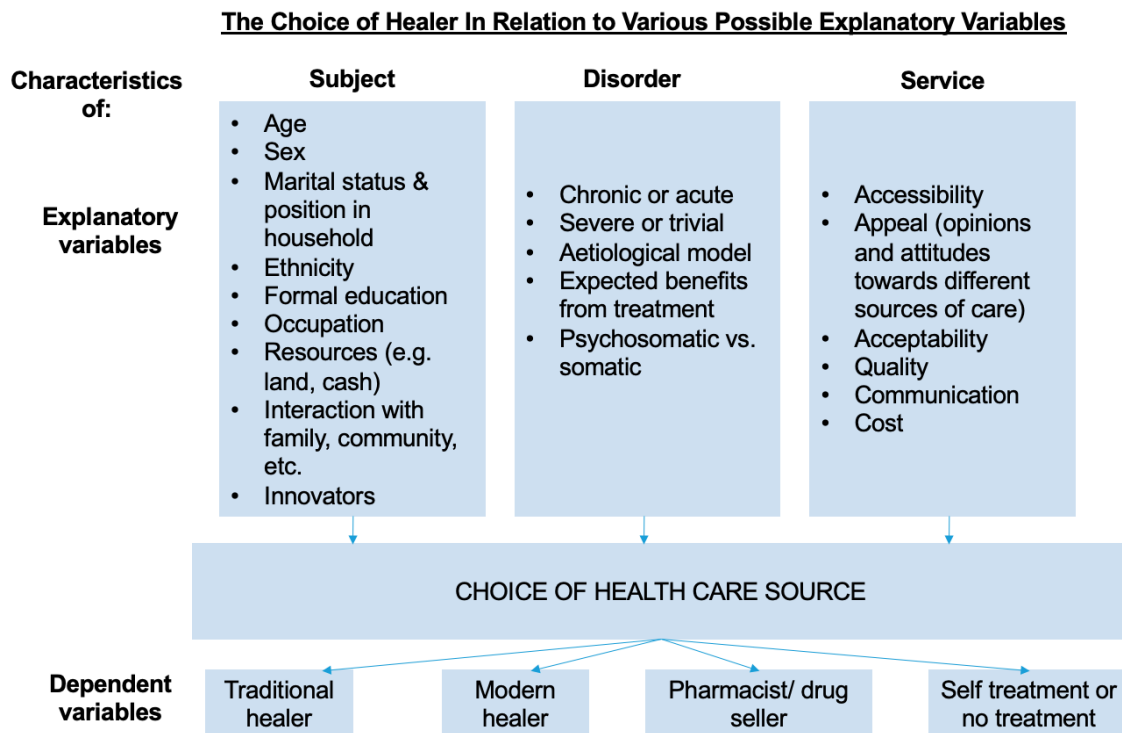 The Choice of Healer In Relation to Various Possible Explanatory Variables
Characteristics
of:
Subject
Disorder
Service
Explanatory
variables
• Age
• Sex
• Marital status &
position in
household
• Ethnicity
• Formal education
• Occupation
• Resources (e.g.
land, cash)
• Interaction with
family, community,
etc.
• Innovators
• Chronic or acute
• Severe or trivial
• Aetiological model
• Expected benefits
from treatment
• Psychosomatic vs.
somatic
• Accessibility
• Appeal (opinions
and attitudes
towards different
sources of care)
• Acceptability
• Quality
• Communication
• Cost
CHOICE OF HEALTH CARE SOURCE
Dependent
variables
Traditional
healer
Modern
healer
Pharmacist/ drug
seller
Self treatment or
no treatment